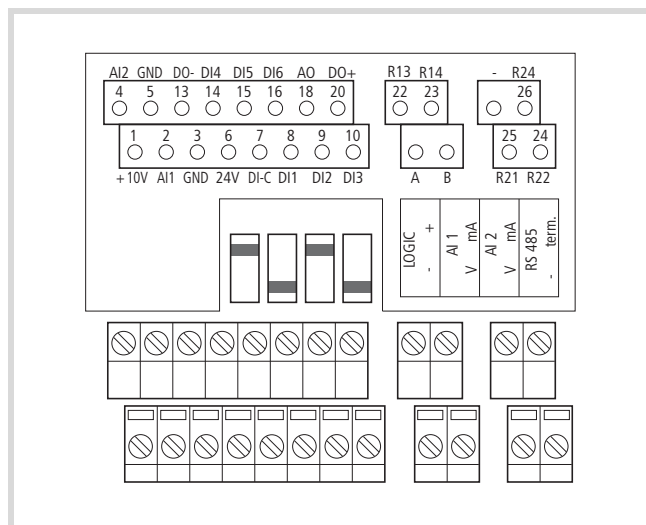 AI2 GND DO- DI4 DI5 DI6 AO DO+ R13 R14 - R24
4 5 13 14 15 16 18 20 22 23 26
1 2 3 6 7 8 9 10 25 24
+10V AI1 GND 24V DI-C DI1 DI2 DI3 A B R21 R22
LOGIC
- +
AI 1
V mA
AI 2
V mA
RS 485
- term.